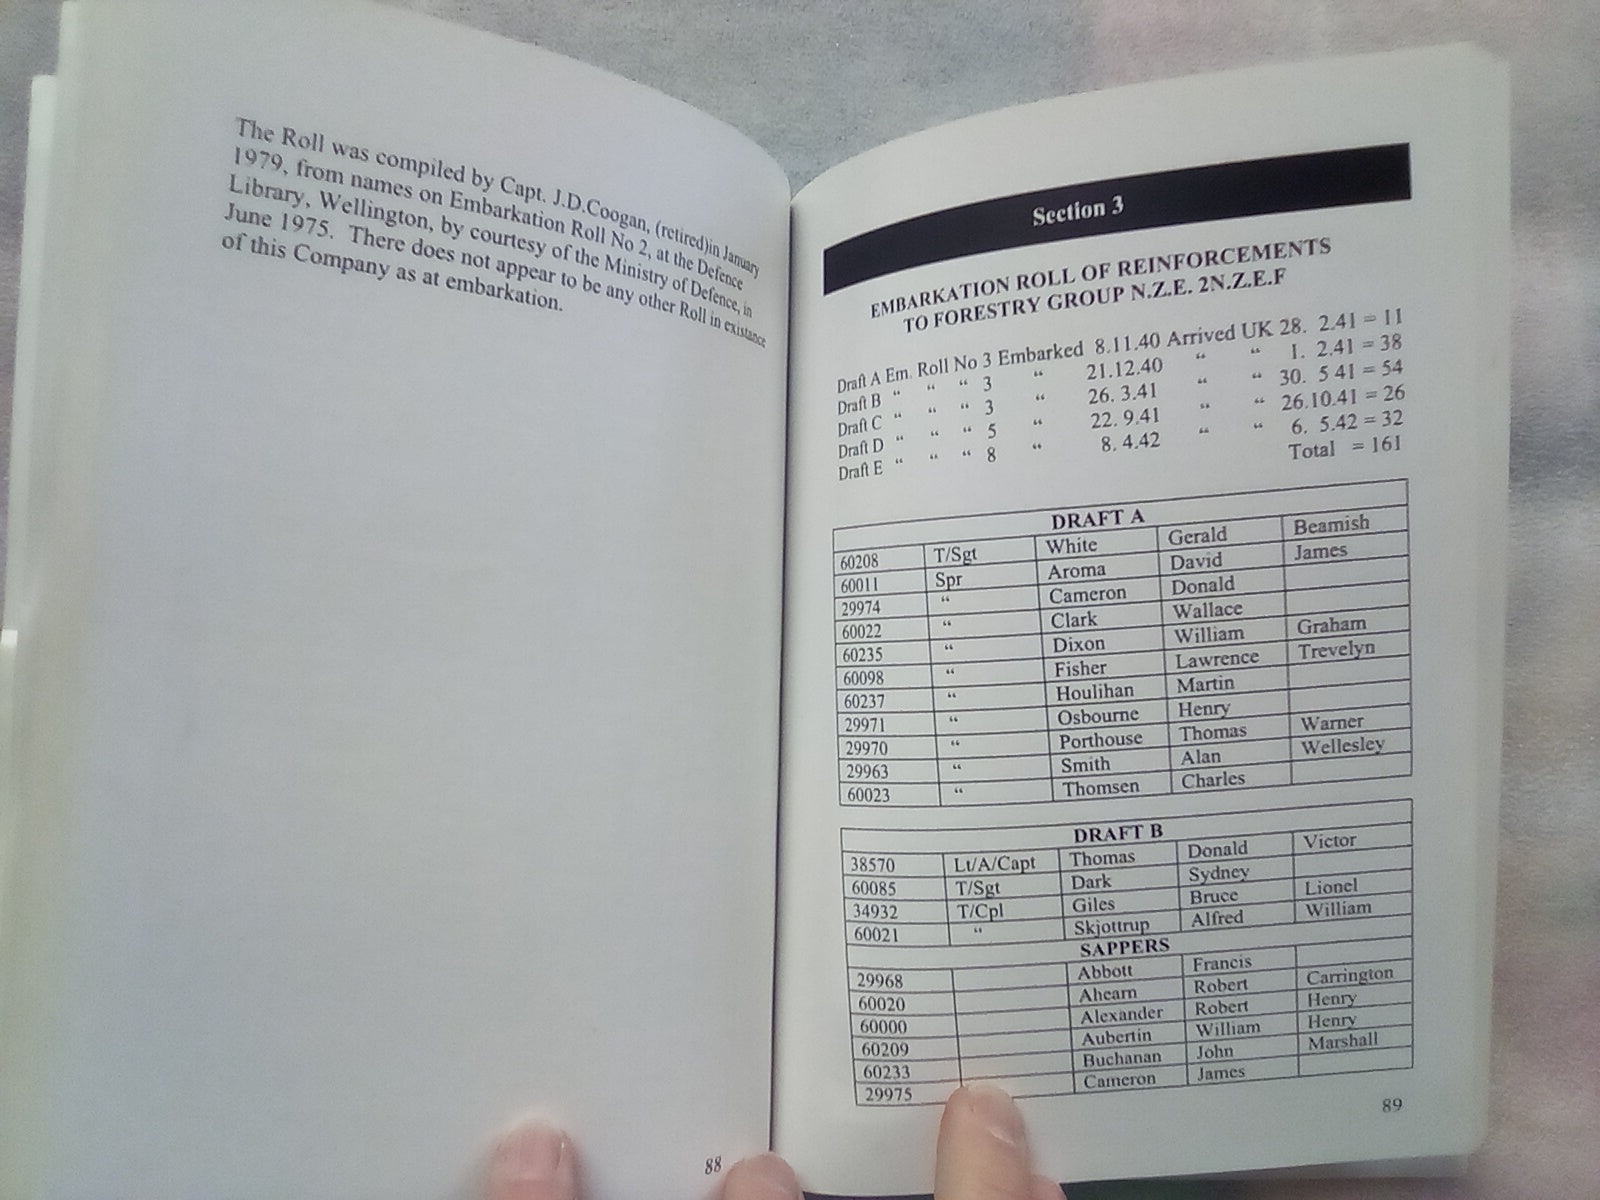 The Roll was compiled by Capt. J.D.Coogan, (retired)in January
1979, from names on Embarkation Roll No 2, at the Defence
Library, Wellington, by courtesy of the Ministry of Defence, in
June 1975. There does not appear to be any other Roll in existance
of this Company as at embarkation.
88
Section 3
EMBARKATION ROLL OF REINFORCEMENTS
TO FORESTRY GROUP N.Z.E. 2N.Z.E.F
Draft A Em. Roll No 3 Embarked 8.11.40 Arrived UK 28. 2.41 = 11
Draft B “ “ “ 3 “ 21.12.40 “ “ 1. 2.41 = 38
Draft C “ “ “ 3 “ 26. 3.41 “ “ 30. 5 41 = 54
Draft D “ “ “ 5 “ 22. 9.41 “ “ 26.10.41 = 26
Draft E “ “ “ 8 “ 8. 4.42 “ “ 6. 5.42 = 32
Total = 161
DRAFT A
60208 T/Sgt White Gerald Beamish
60011 Spr Aroma David James
29974 “ Cameron Donald
60022 “ Clark Wallace
60235 “ Dixon William Graham
60098 “ Fisher Lawrence Trevelyn
60237 “ Houlihan Martin
29971 “ Osbourne Henry
29970 “ Porthouse Thomas Warner
29963 “ Smith Alan Wellesley
60023 “ Thomsen Charles
DRAFT B
38570 Lt/A/Capt Thomas Donald Victor
60085 T/Sgt Dark Sydney
34932 T/Cpl Giles Bruce Lionel
60021 “ Skjottrup Alfred William
SAPPERS
29968 Abbott Francis
60020 Ahearn Robert Carrington
60000 Alexander Robert Henry
60209 Aubertin William Henry
60233 Buchanan John Marshall
29975 Cameron James
89